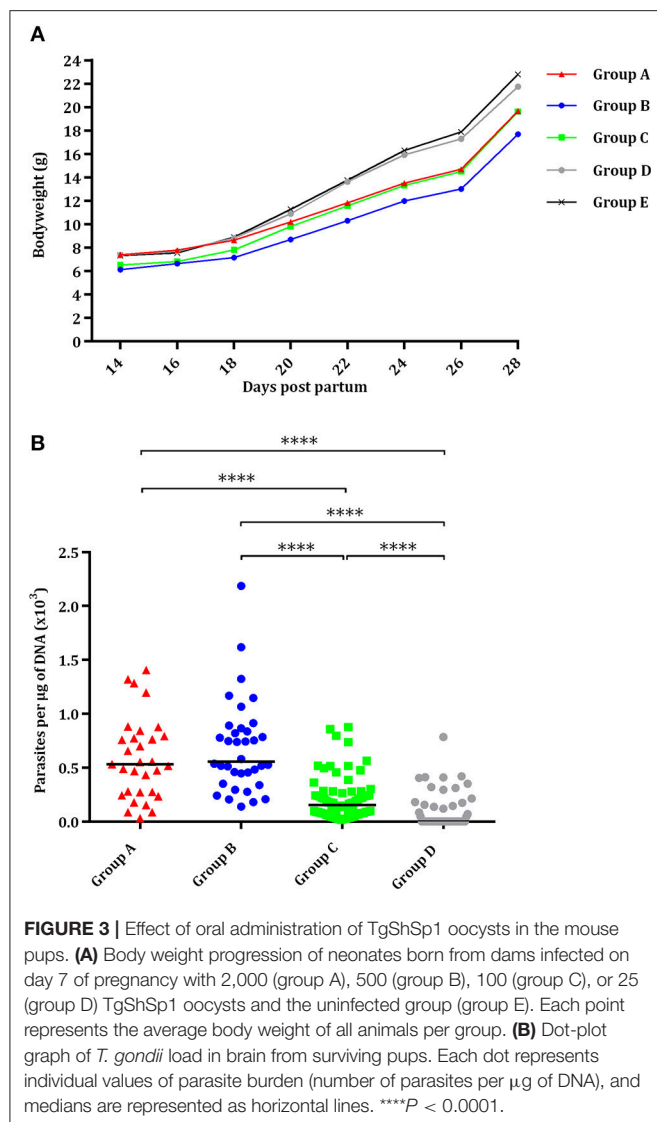 A
24
22
20
18
16
14
12
10
8
6
4
2
0
Bodyweight (g)
14 16 18 20 22 24 26 28
Days post partum
Group A
Group B
Group C
Group D
Group E
B
****
****
****
**** ****
2.5
2.0
1.5
1.0
0.5
0.0
Parasites per µg of DNA (x10³)
Group A Group B Group C Group D
FIGURE 3 | Effect of oral administration of TgShSp1 oocysts in the mouse
pups. (A) Body weight progression of neonates born from dams infected on
day 7 of pregnancy with 2,000 (group A), 500 (group B), 100 (group C), or 25
(group D) TgShSp1 oocysts and the uninfected group (group E). Each point
represents the average body weight of all animals per group. (B) Dot-plot
graph of T. gondii load in brain from surviving pups. Each dot represents
individual values of parasite burden (number of parasites per µg of DNA), and
medians are represented as horizontal lines. ****P < 0.0001.